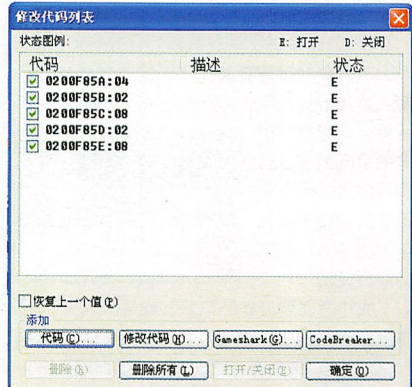 修改代码列表
状态图例: E: 打开 D: 关闭
代码 描述 状态
0200F85A:04 E
0200F85B:02 E
0200F85C:08 E
0200F85D:02 E
0200F85E:08 E
恢复上一个值(P)
添加
代码(C)... 修改代码(M)... Gameshark(G)... CodeBreaker...
删除(R) 删除所有(L) 打开/关闭(E) 确定(O)